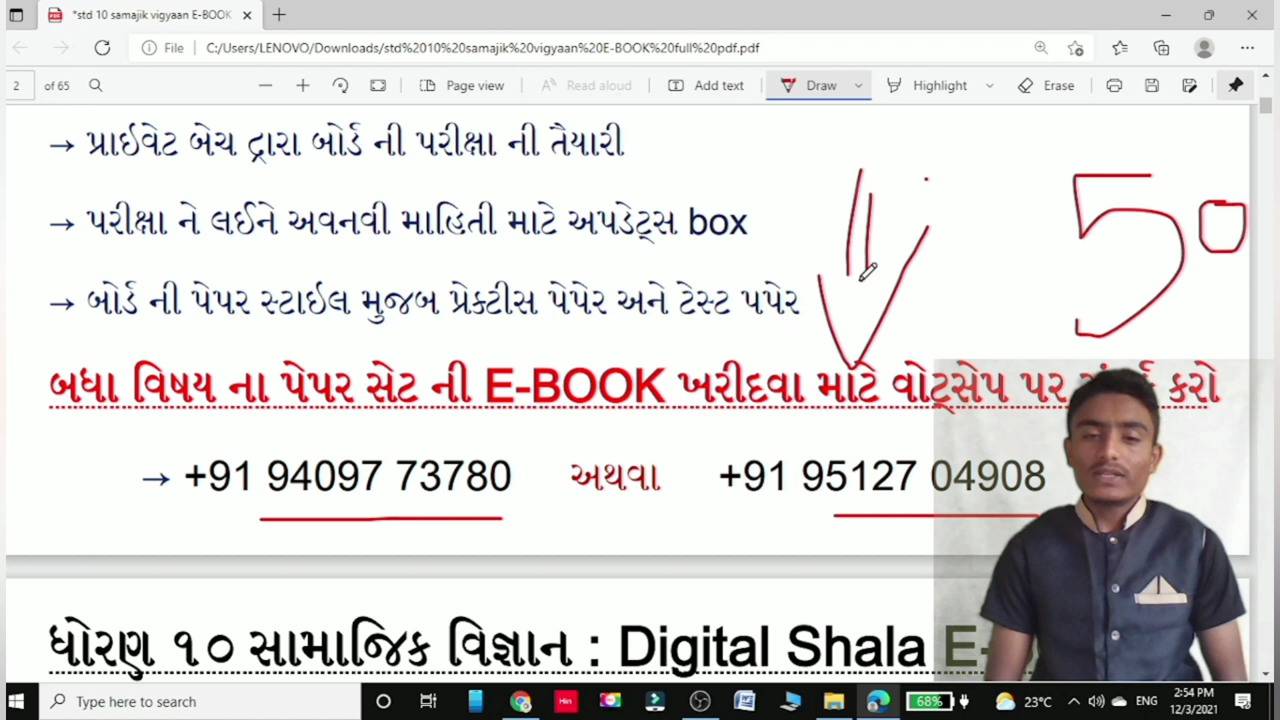 *std 10 samajik vigyaan E-BOOK
File C:/Users/LENOVO/Downloads/std%2010%20samajik%20vigyaan%20E-BOOK%20full%20pdf.pdf
2 of 65 Page view Read aloud Add text Draw Highlight Erase
→ પ્રાઈવેટ બેચ દ્વારા બોર્ડ ની પરીક્ષા ની તૈયારી
→ પરીક્ષા ને લઈને અવનવી માહિતી માટે અપડેટ્સ box
→ બોર્ડ ની પેપર સ્ટાઇલ મુજબ પ્રેક્ટીસ પેપેર અને ટેસ્ટ પપેર
50
બધા વિષય ના પેપર સેટ ની E-BOOK ખરીદવા માટે વોટ્સેપ પર કરો
→ +91 94097 73780 અથવા +91 95127 04908
ધોરણ ૧૦ સામાજિક વિજ્ઞાન : Digital Shala E-
Type here to search Hin 68% 23°C ENG 2:54 PM
12/3/2021